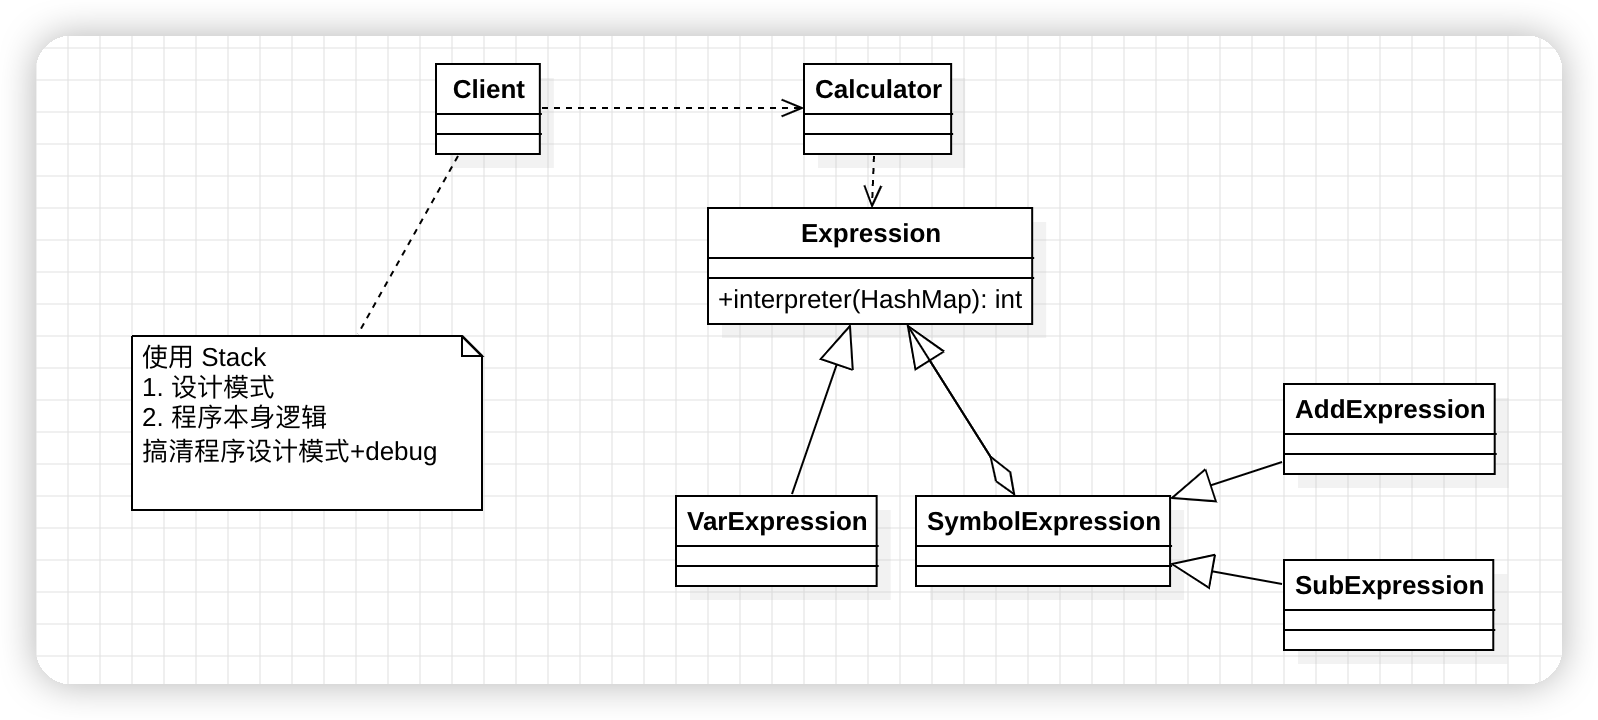 Client
Calculator
Expression
+interpreter(HashMap): int
使用 Stack
1. 设计模式
2. 程序本身逻辑
搞清程序设计模式+debug
AddExpression
VarExpression
SymbolExpression
SubExpression